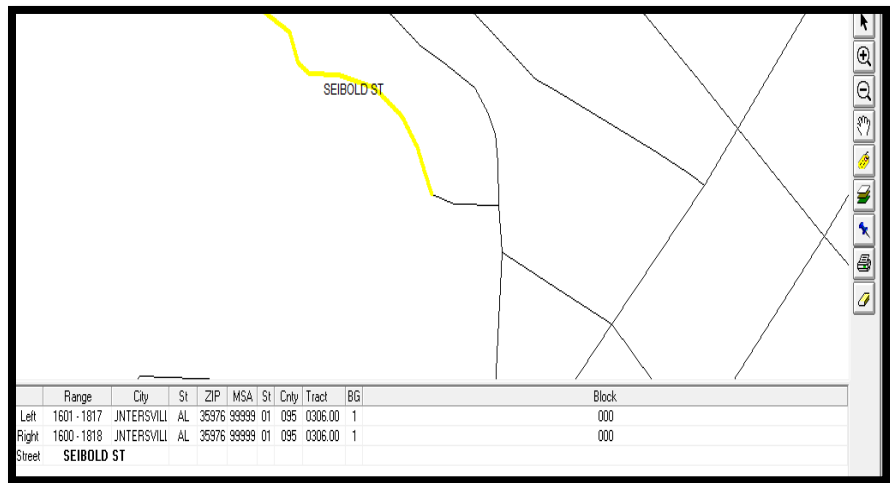 SEIBOLD ST
Range City St ZIP MSA St Cnty Tract BG Block
Left 1601 - 1817 JNTERSVILI AL 35976 99999 01 095 0306.00 1 000
Right 1600 - 1818 JNTERSVILI AL 35976 99999 01 095 0306.00 1 000
Street SEIBOLD ST